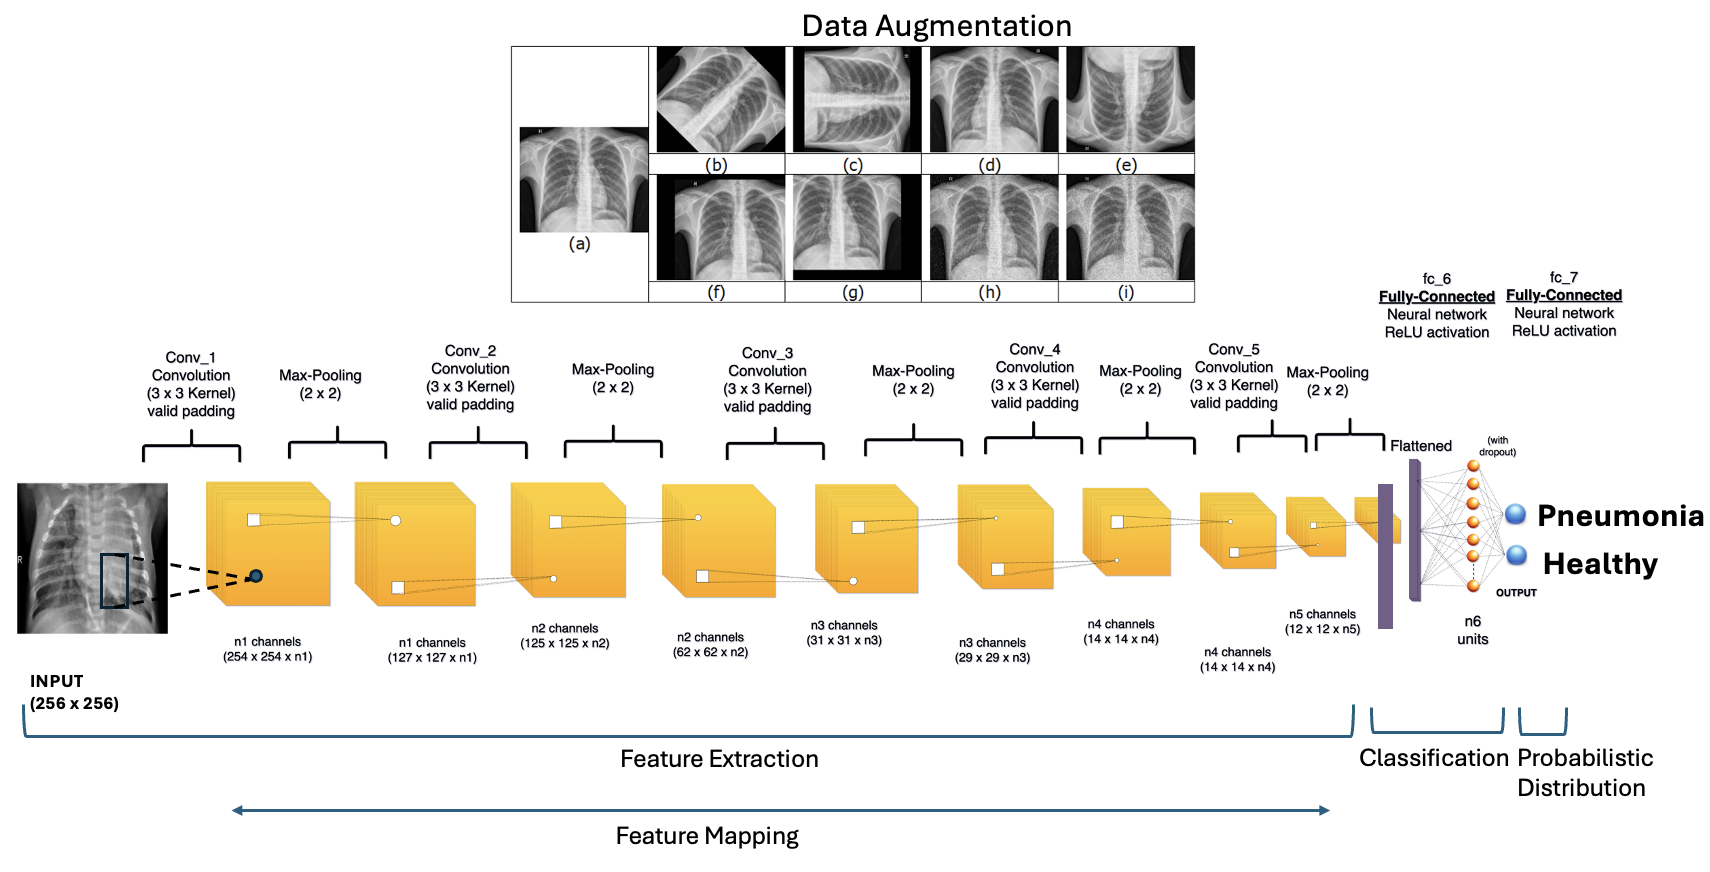 Data Augmentation
(a)
(b)
(c)
(d)
(e)
(f)
(g)
(h)
(i)
fc_6
Fully-Connected
Neural network
ReLU activation
fc_7
Fully-Connected
Neural network
ReLU activation
Conv_1
Convolution
(3 x 3 Kernel)
valid padding
Max-Pooling
(2 x 2)
Conv_2
Convolution
(3 x 3 Kernel)
valid padding
Max-Pooling
(2 x 2)
Conv_3
Convolution
(3 x 3 Kernel)
valid padding
Max-Pooling
(2 x 2)
Conv_4
Convolution
(3 x 3 Kernel)
valid padding
Max-Pooling
(2 x 2)
Conv_5
Convolution
(3 x 3 Kernel)
valid padding
Max-Pooling
(2 x 2)
Flattened
(with
dropout)
R
Pneumonia
Healthy
OUTPUT
n6
units
n1 channels
(254 x 254 x n1)
n1 channels
(127 x 127 x n1)
n2 channels
(125 x 125 x n2)
n2 channels
(62 x 62 x n2)
n3 channels
(31 x 31 x n3)
n3 channels
(29 x 29 x n3)
n4 channels
(14 x 14 x n4)
n4 channels
(14 x 14 x n4)
n5 channels
(12 x 12 x n5)
INPUT
(256 x 256)
Feature Extraction
Classification
Probabilistic
Distribution
Feature Mapping